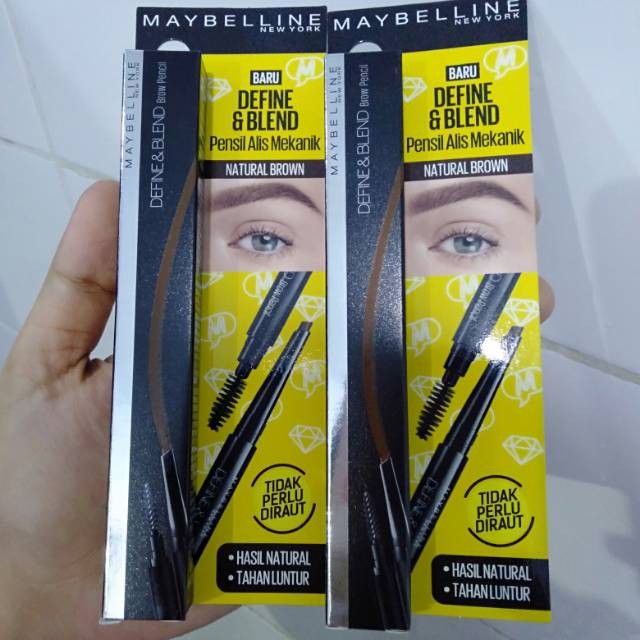 MAYBELLINE
NEW YORK
MAYBELLINE
NEW YORK
DEFINE&BLEND Brow Pencil
BARU
DEFINE
& BLEND
Pensil Alis Mekanik
NATURAL BROWN
TIDAK
PERLU
DIRAUT
• HASIL NATURAL
• TAHAN LUNTUR
MAYBELLINE
NEW YORK
MAYBELLINE
NEW YORK
DEFINE&BLEND Brow Pencil
BARU
DEFINE
& BLEND
Pensil Alis Mekanik
NATURAL BROWN
TIDAK
PERLU
DIRAUT
• HASIL NATURAL
• TAHAN LUNTUR